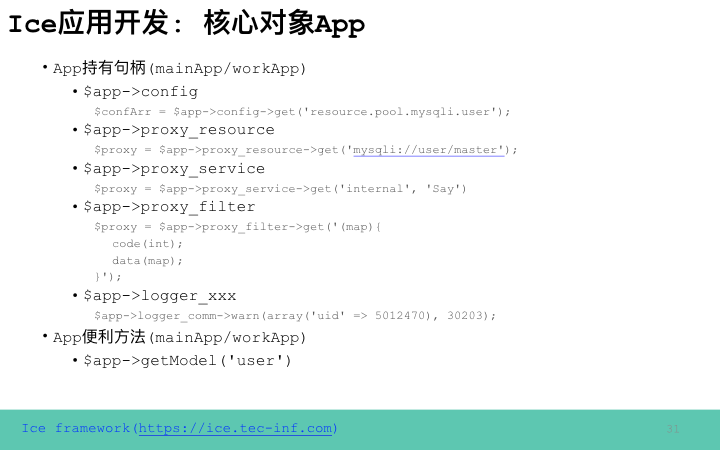 Ice应用开发: 核心对象App
• App持有句柄(mainApp/workApp)
• $app->config
$confArr = $app->config->get('resource.pool.mysqli.user');
• $app->proxy_resource
$proxy = $app->proxy_resource->get('mysqli://user/master');
• $app->proxy_service
$proxy = $app->proxy_service->get('internal', 'Say')
• $app->proxy_filter
$proxy = $app->proxy_filter->get('(map){
code(int);
data(map);
}');
• $app->logger_xxx
$app->logger_comm->warn(array('uid' => 5012470), 30203);
• App便利方法(mainApp/workApp)
• $app->getModel('user')
Ice framework(https://ice.tec-inf.com)
31